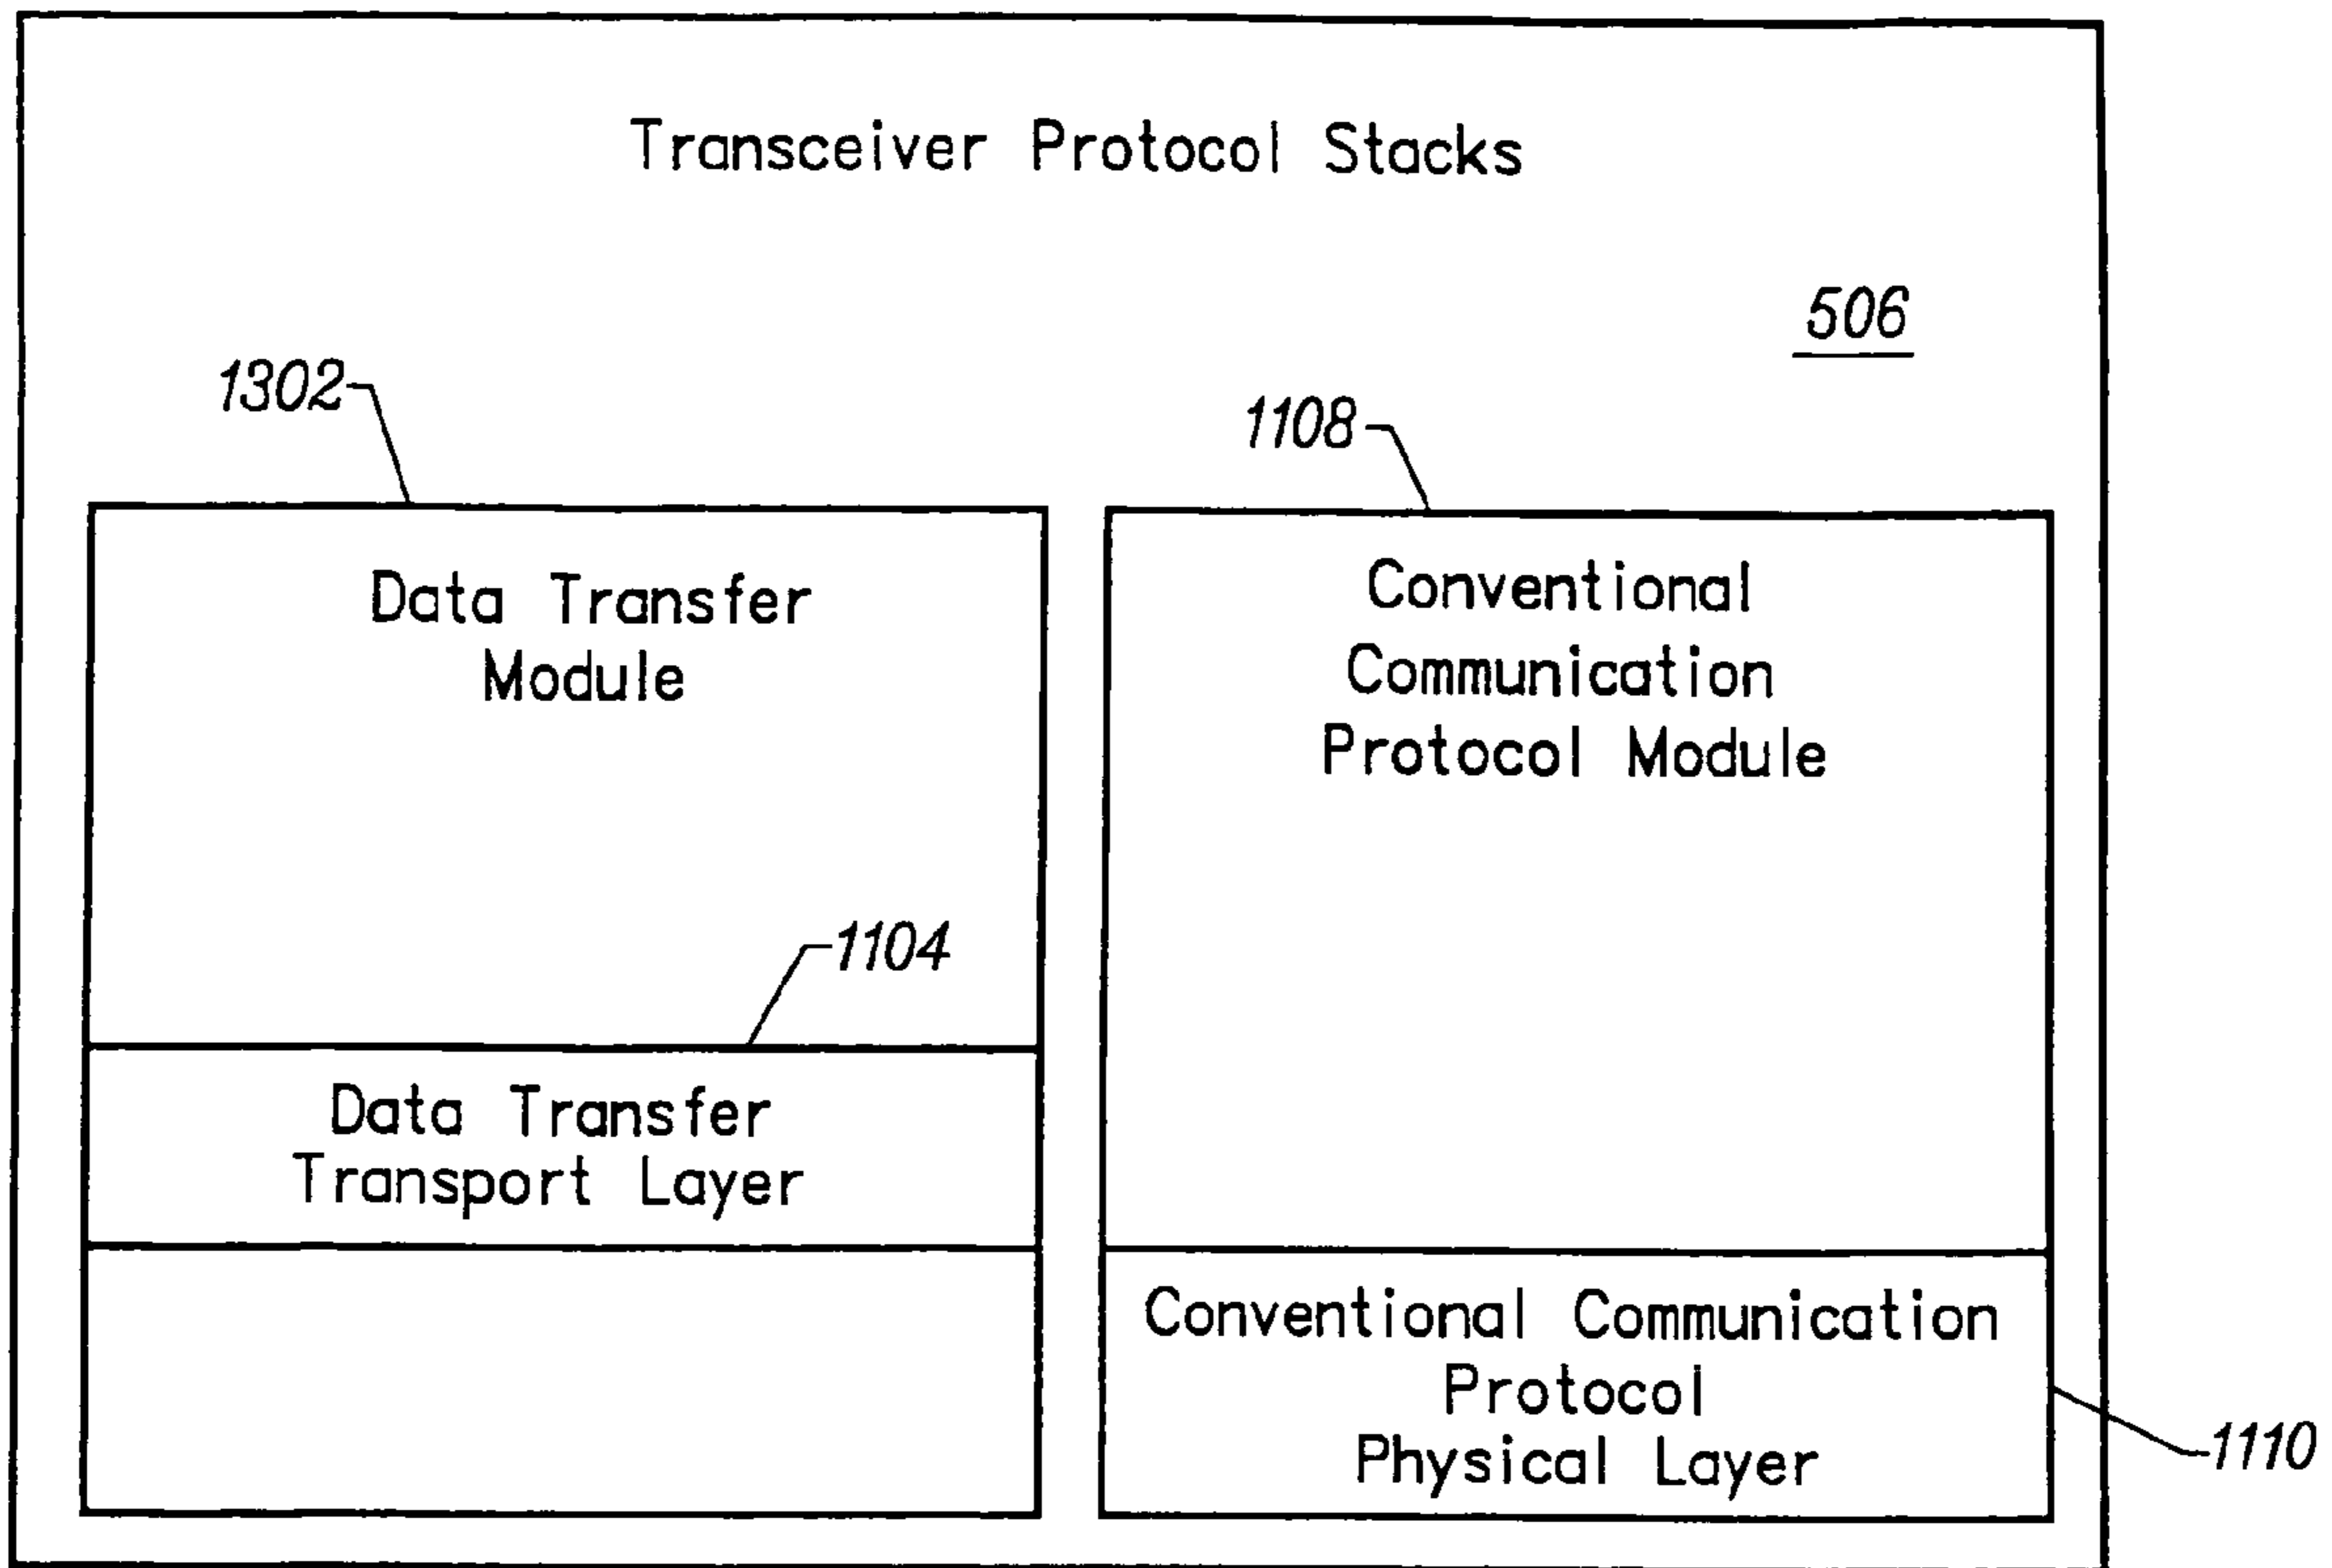 Transceiver Protocol Stacks
506
1302
1108
Data Transfer
Module
Conventional
Communication
Protocol Module
1104
Data Transfer
Transport Layer
Conventional Communication
Protocol
Physical Layer
1110